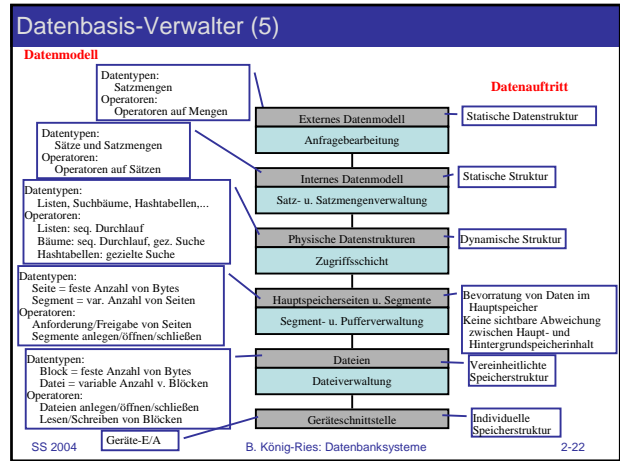 Datenbasis-Verwalter (5)
Datenmodell
Datenauftritt
Datentypen:
Satzmengen
Operatoren:
Operatoren auf Mengen
Externes Datenmodell
Anfragebearbeitung
Statische Datenstruktur
Datentypen:
Sätze und Satzmengen
Operatoren:
Operatoren auf Sätzen
Internes Datenmodell
Satz- u. Satzmengenverwaltung
Statische Struktur
Datentypen:
Listen, Suchbäume, Hashtabellen,...
Operatoren:
Listen: seq. Durchlauf
Bäume: seq. Durchlauf, gez. Suche
Hashtabellen: gezielte Suche
Physische Datenstrukturen
Zugriffsschicht
Dynamische Struktur
Datentypen:
Seite = feste Anzahl von Bytes
Segment = var. Anzahl von Seiten
Operatoren:
Anforderung/Freigabe von Seiten
Segmente anlegen/öffnen/schließen
Hauptspeicherseiten u. Segmente
Segment- u. Pufferverwaltung
Bevorratung von Daten im
Hauptspeicher
Keine sichtbare Abweichung
zwischen Haupt- und
Hintergrundspeicherinhalt
Datentypen:
Block = feste Anzahl von Bytes
Datei = variable Anzahl v. Blöcken
Operatoren:
Dateien anlegen/öffnen/schließen
Lesen/Schreiben von Blöcken
Dateien
Dateiverwaltung
Vereinheitlichte
Speicherstruktur
Geräte-E/A
Geräteschnittstelle
Individuelle
Speicherstruktur
SS 2004
B. König-Ries: Datenbanksysteme
2-22